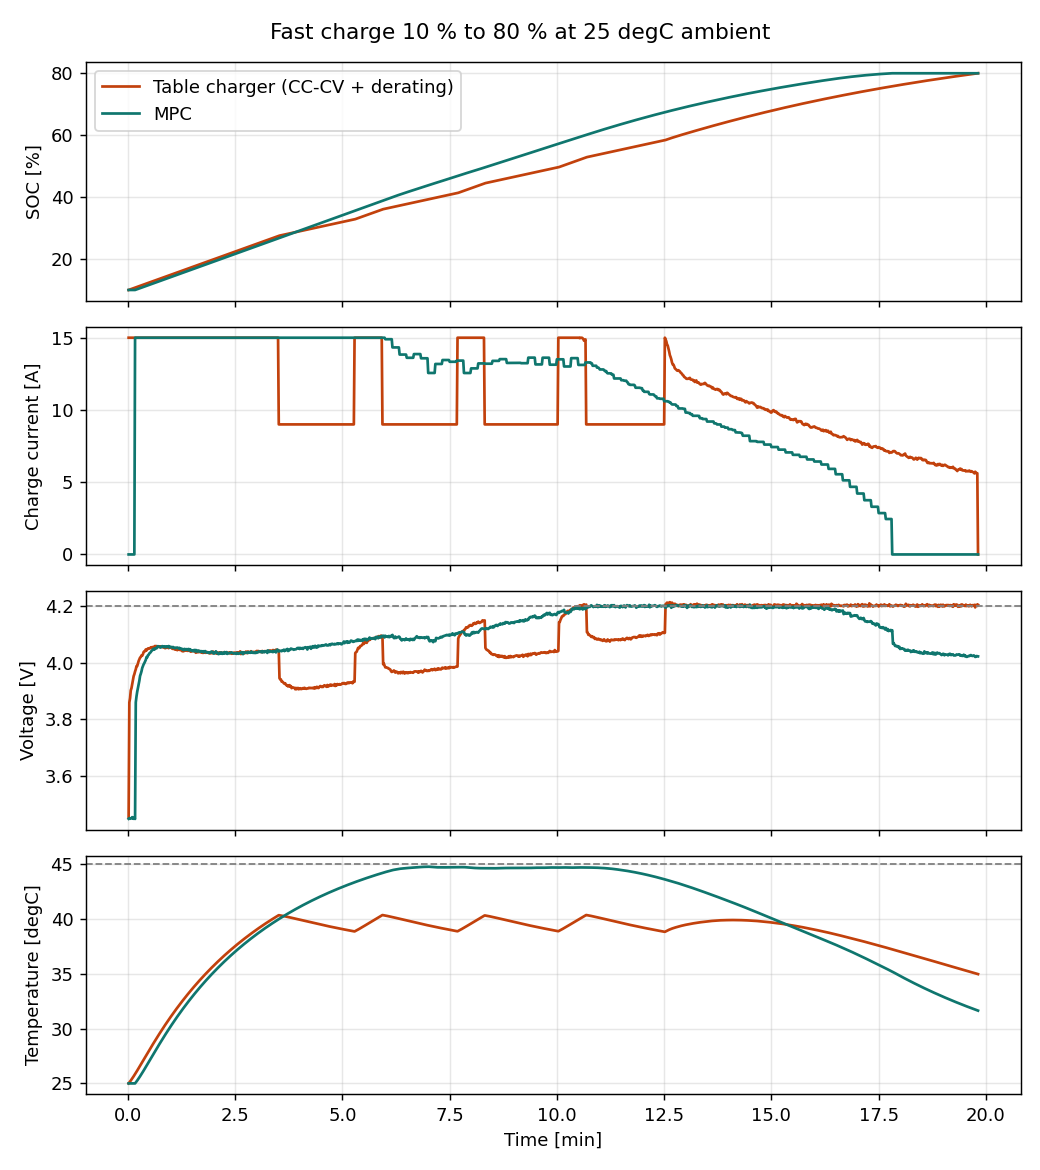 Fast charge 10 % to 80 % at 25 degC ambient
Table charger (CC-CV + derating)
MPC
SOC [%]
80
60
40
20
Charge current [A]
15
10
5
0
Voltage [V]
4.2
4.0
3.8
3.6
Temperature [degC]
45
40
35
30
25
0.0 2.5 5.0 7.5 10.0 12.5 15.0 17.5 20.0
Time [min]